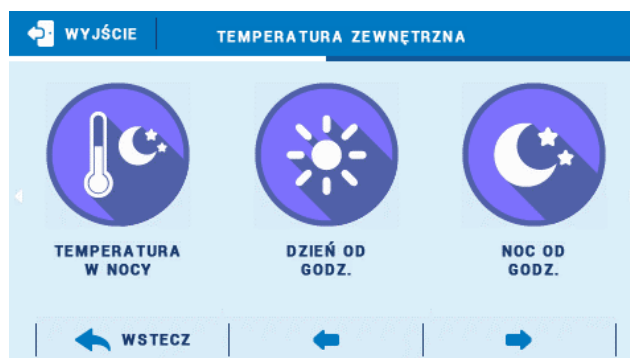 WYJŚCIE
TEMPERATURA ZEWNĘTRZNA
TEMPERATURA
W NOCY
DZIEŃ OD
GODZ.
NOC OD
GODZ.
WSTECZ